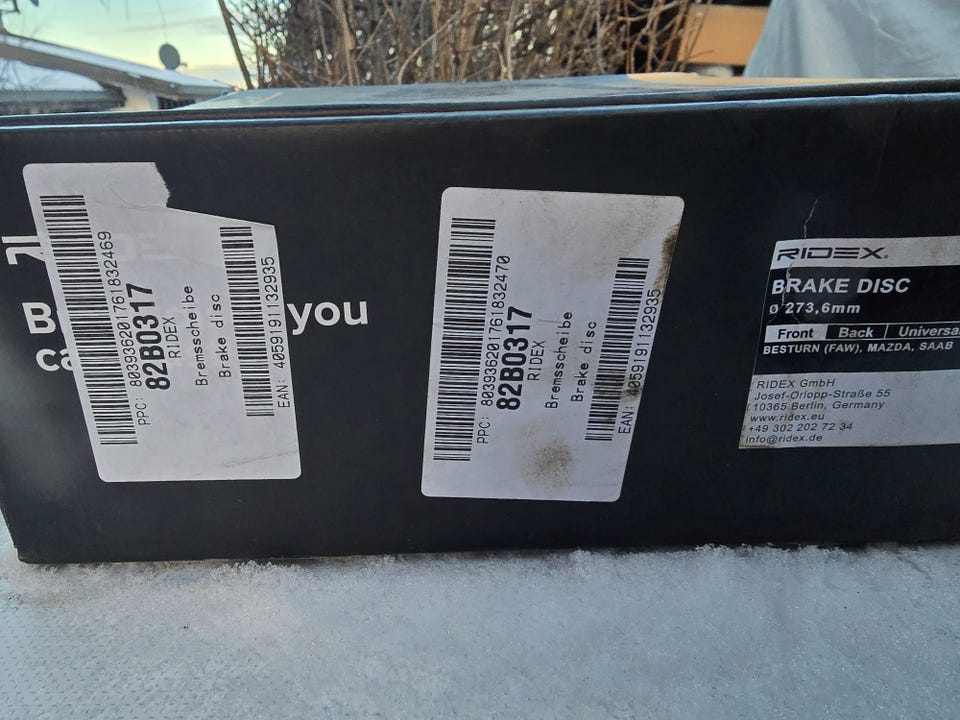 B
you
ca
PPC: 8039362017618324​69
82B0317
RIDEX
Bremsscheibe
Brake disc
EAN: 4059191132935
PPC: 803936201761832470
82B0317
RIDEX
Bremsscheibe
Brake disc
EAN: 4059191132935
RIDEX®
BRAKE DISC
ø 273,6mm
Front Back Universa
BESTURN (FAW), MAZDA, SAAB
RIDEX GmbH
Josef-Orlopp-Straße 55
10365 Berlin, Germany
www.ridex.eu
+49 302 202 72 34
info@ridex.de